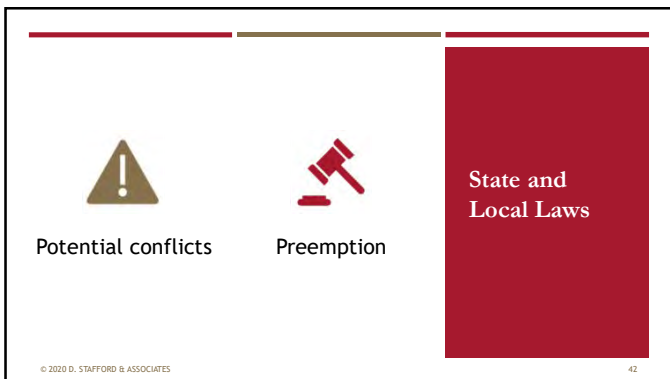 Potential conflicts
Preemption
State and
Local Laws
© 2020 D. STAFFORD & ASSOCIATES
42